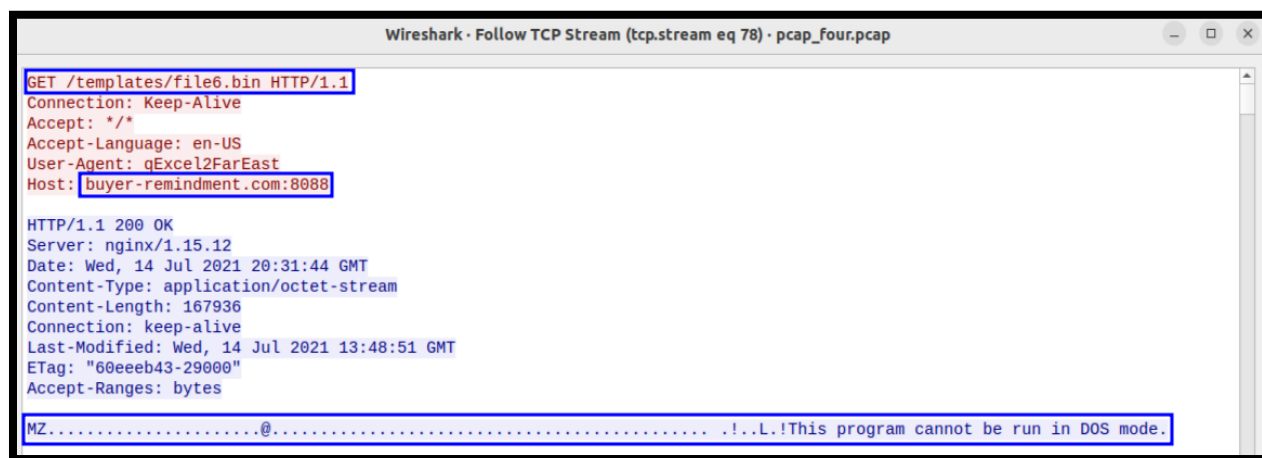 Wireshark · Follow TCP Stream (tcp.stream eq 78) · pcap_four.pcap
GET /templates/file6.bin HTTP/1.1
Connection: Keep-Alive
Accept: */*
Accept-Language: en-US
User-Agent: qExcel2FarEast
Host: buyer-remindment.com:8088
HTTP/1.1 200 OK
Server: nginx/1.15.12
Date: Wed, 14 Jul 2021 20:31:44 GMT
Content-Type: application/octet-stream
Content-Length: 167936
Connection: keep-alive
Last-Modified: Wed, 14 Jul 2021 13:48:51 GMT
ETag: "60eeeb43-29000"
Accept-Ranges: bytes
MZ......................@............................................. .!..L.!This program cannot be run in DOS mode.